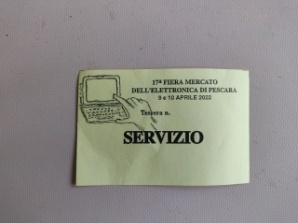 17ª FIERA MERCATO
DELL'ELETTRONICA DI PESCARA
9 e 10 APRILE 2022
Tessera n.
SERVIZIO